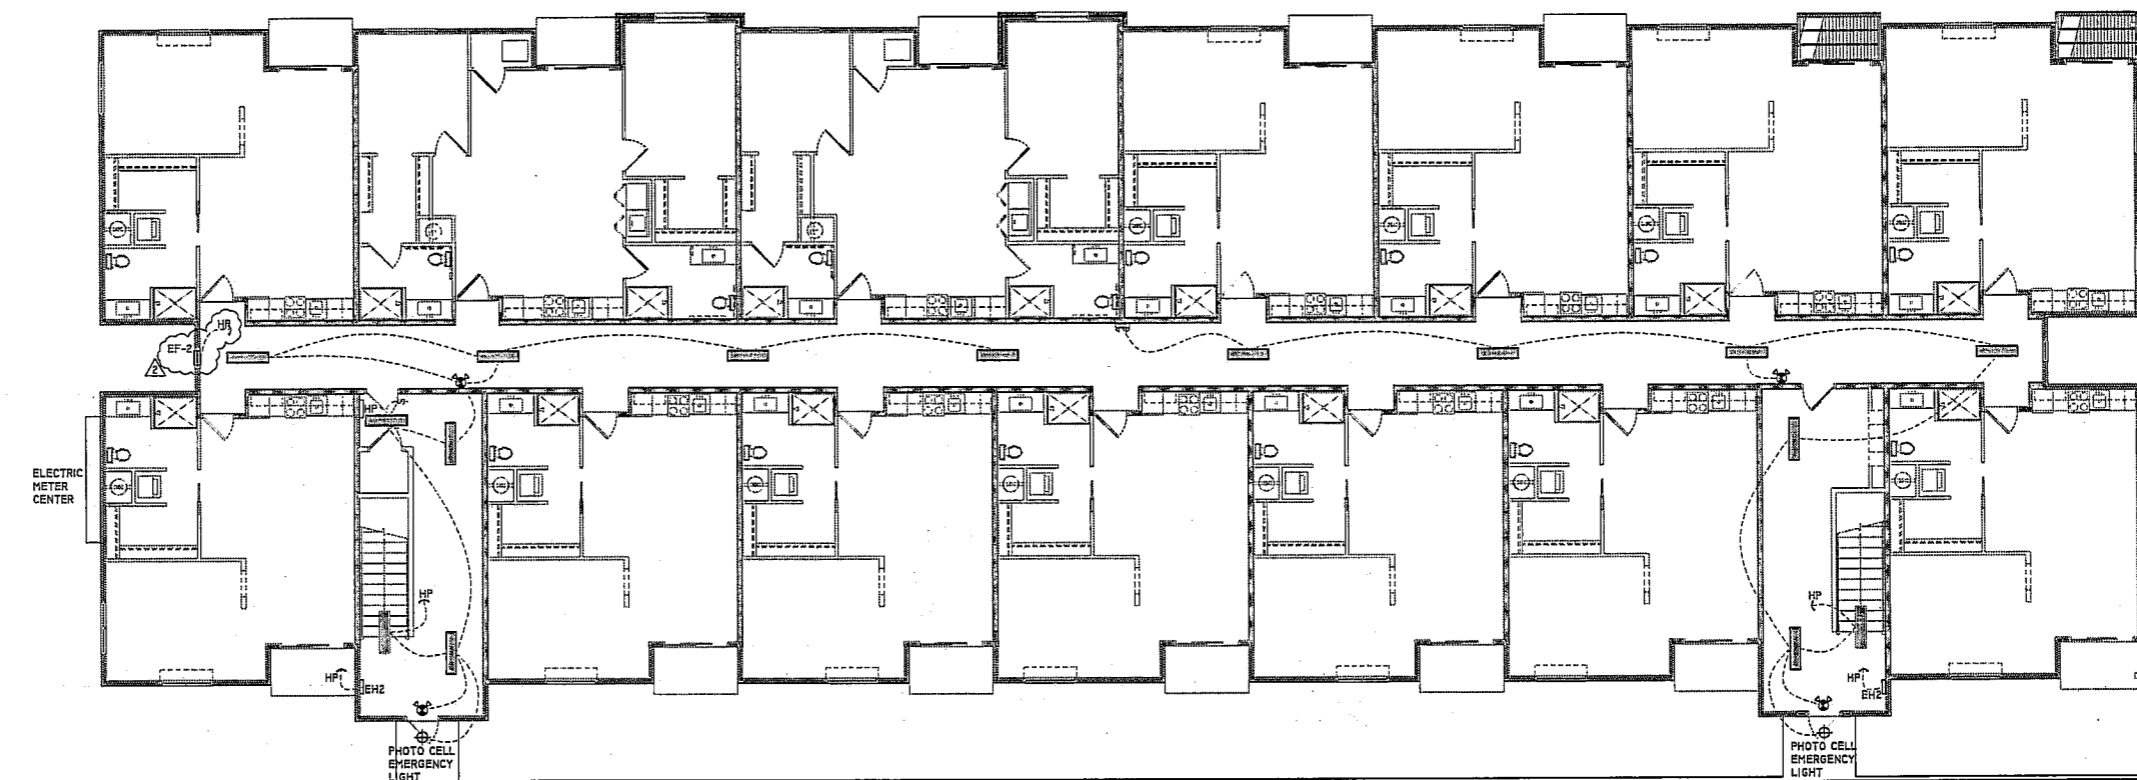 HP
EF-2
2
HP
ELECTRIC
METER
CENTER
HP
HP
HP
EH2
HP
EH2
PHOTO CELL
EMERGENCY
LIGHT
PHOTO CELL
EMERGENCY
LIGHT